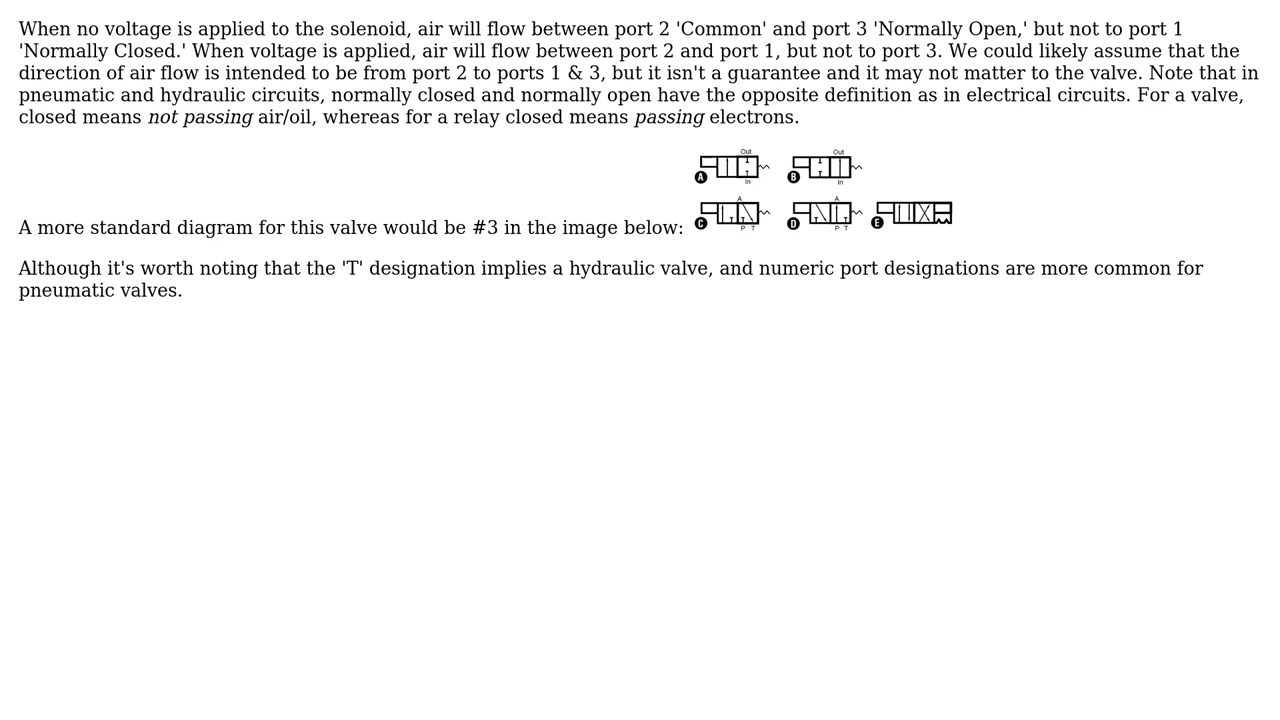 When no voltage is applied to the solenoid, air will flow between port 2 'Common' and port 3 'Normally Open,' but not to port 1
'Normally Closed.' When voltage is applied, air will flow between port 2 and port 1, but not to port 3. We could likely assume that the
direction of air flow is intended to be from port 2 to ports 1 & 3, but it isn't a guarantee and it may not matter to the valve. Note that in
pneumatic and hydraulic circuits, normally closed and normally open have the opposite definition as in electrical circuits. For a valve,
closed means not passing air/oil, whereas for a relay closed means passing electrons.
Out Out
A B
In In
A A
C D E
P T P T
A more standard diagram for this valve would be #3 in the image below:
Although it's worth noting that the 'T' designation implies a hydraulic valve, and numeric port designations are more common for
pneumatic valves.